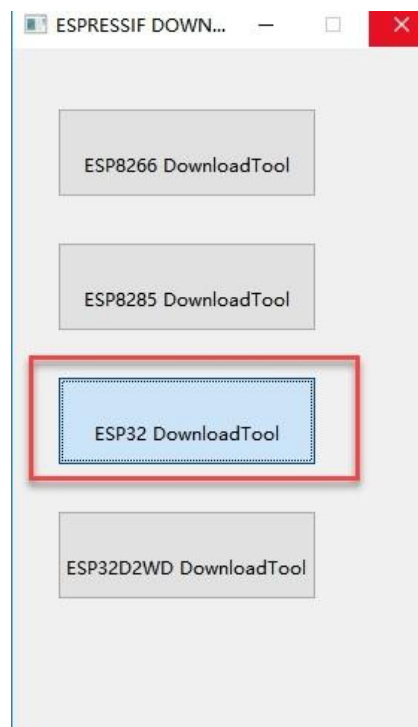 ESPRESSIF DOWN...
ESP8266 DownloadTool
ESP8285 DownloadTool
ESP32 DownloadTool
ESP32D2WD DownloadTool